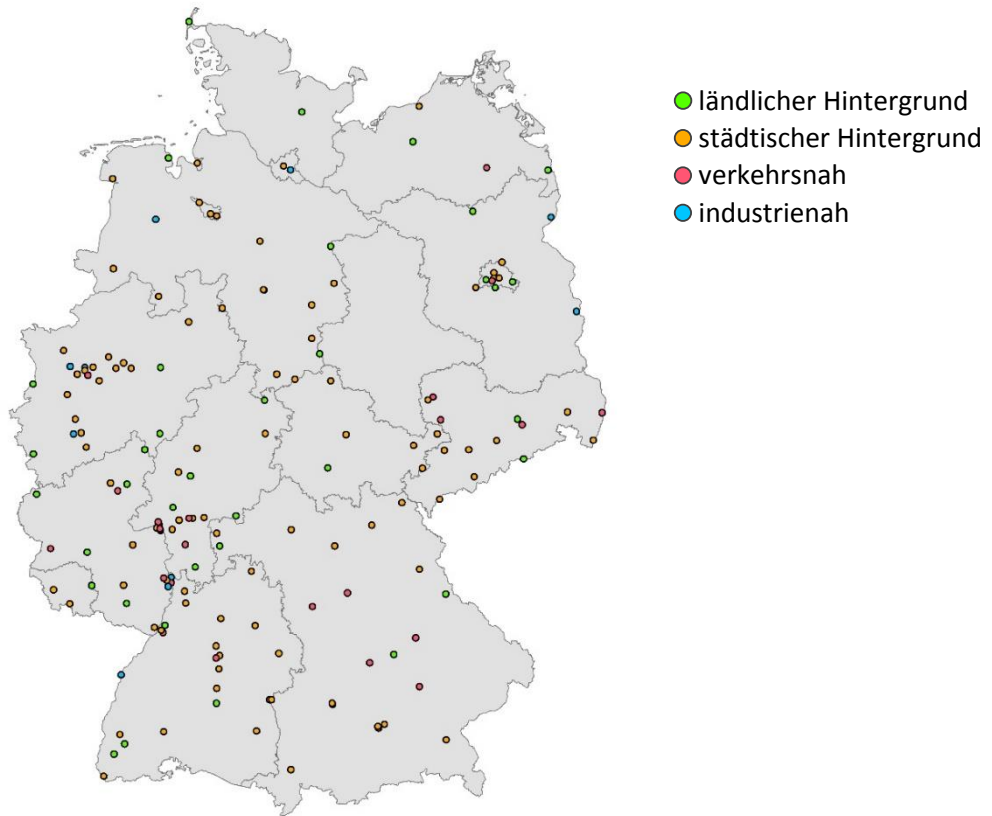 ländlicher Hintergrund
städtischer Hintergrund
verkehrsnah
industrienah